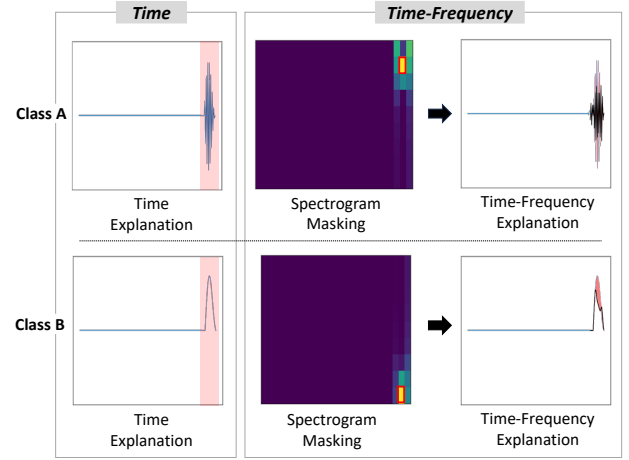 Time
Time-Frequency
Class A
Time
Explanation
Spectrogram
Masking
Time-Frequency
Explanation
Class B
Time
Explanation
Spectrogram
Masking
Time-Frequency
Explanation